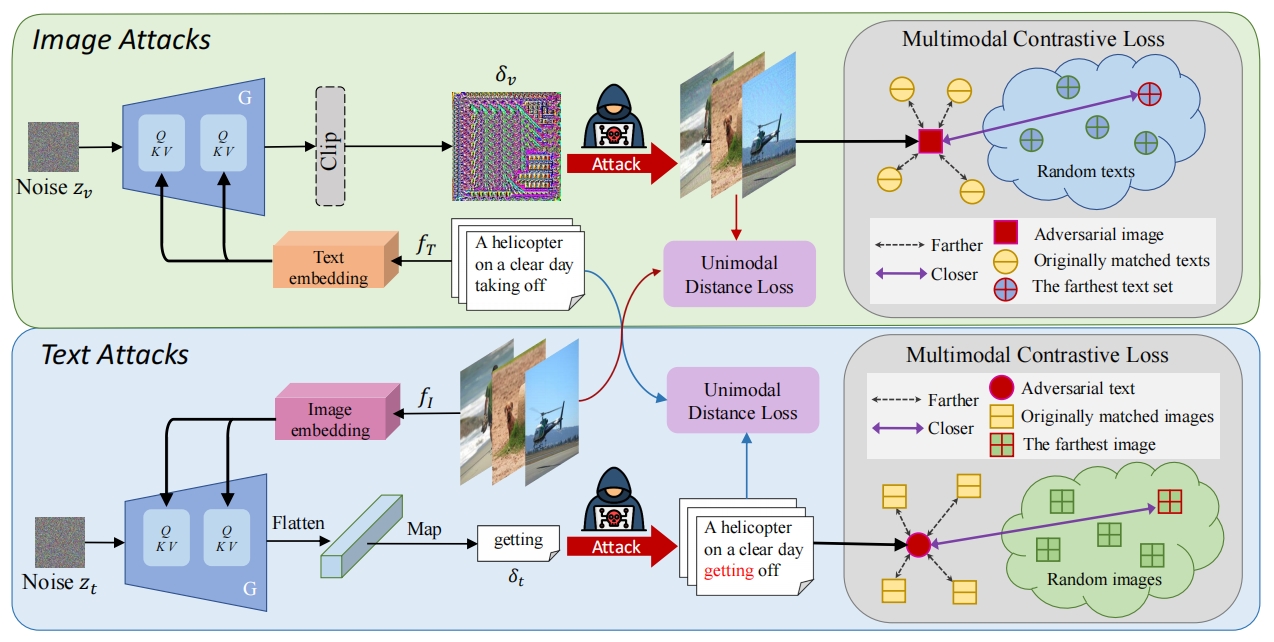 Image Attacks
G
Q
K V
Q
K V
Noise z_v
Clip
δ_v
Attack
Text
embedding
f_T
A helicopter
on a clear day
taking off
Unimodal
Distance Loss
Multimodal Contrastive Loss
Random texts
Farther
Closer
Adversarial image
Originally matched texts
The farthest text set
Text Attacks
Image
embedding
f_I
Q
K V
Q
K V
G
Noise z_t
Flatten
Map
getting
δ_t
Attack
A helicopter
on a clear day
getting off
Unimodal
Distance Loss
Multimodal Contrastive Loss
Farther
Closer
Adversarial text
Originally matched images
The farthest image
Random images